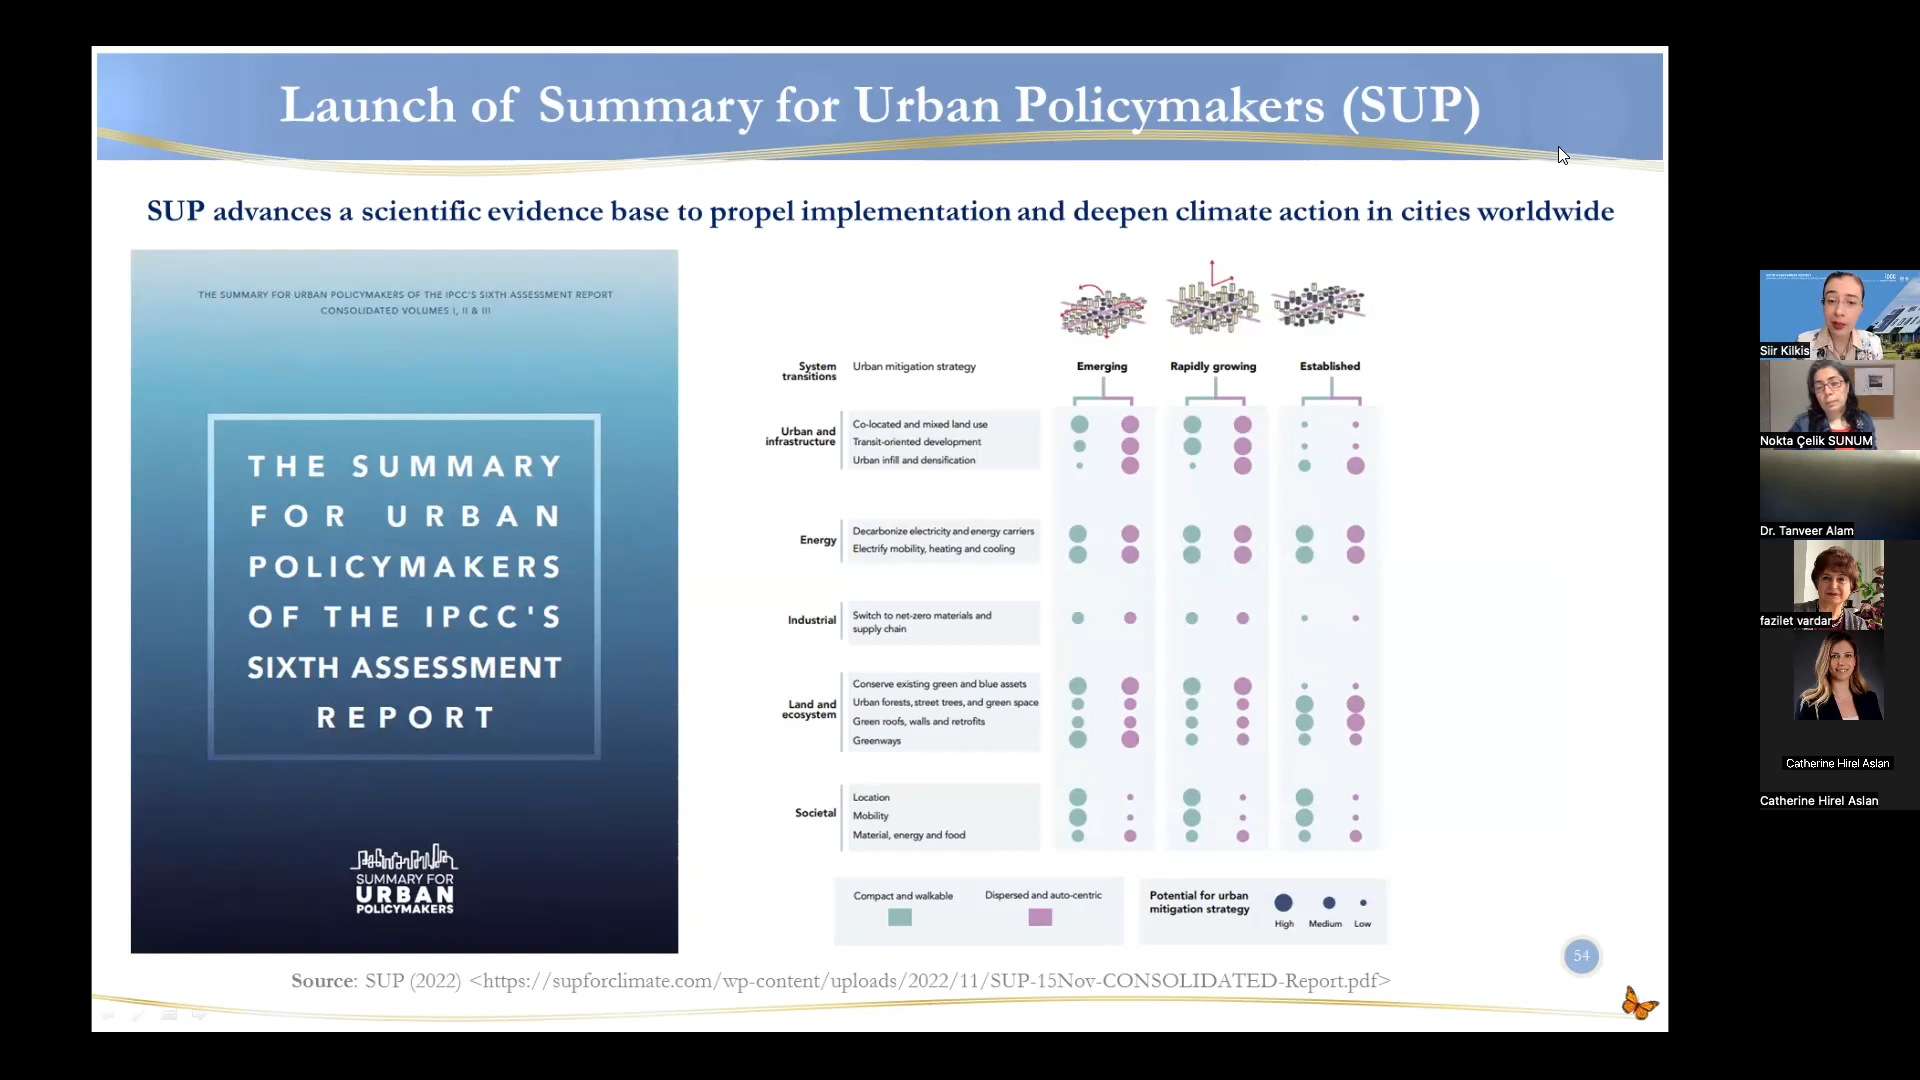 Launch of Summary for Urban Policymakers (SUP)
SUP advances a scientific evidence base to propel implementation and deepen climate action in cities worldwide
THE SUMMARY FOR URBAN POLICYMAKERS OF THE IPCC'S SIXTH ASSESSMENT REPORT
CONSOLIDATED VOLUMES I, II & III
THE SUMMARY
FOR URBAN
POLICYMAKERS
OF THE IPCC'S
SIXTH ASSESSMENT
REPORT
SUMMARY FOR
URBAN
POLICYMAKERS
System
transitions
Urban mitigation strategy
Emerging
Rapidly growing
Established
Urban and
infrastructure
Co-located and mixed land use
Transit-oriented development
Urban infill and densification
Energy
Decarbonize electricity and energy carriers
Electrify mobility, heating and cooling
Industrial
Switch to net-zero materials and
supply chain
Land and
ecosystem
Conserve existing green and blue assets
Urban forests, street trees, and green space
Green roofs, walls and retrofits
Greenways
Societal
Location
Mobility
Material, energy and food
Compact and walkable
Dispersed and auto-centric
Potential for urban
mitigation strategy
High
Medium
Low
54
Source: SUP (2022) <https://supforclimate.com/wp-content/uploads/2022/11/SUP-15Nov-CONSOLIDATED-Report.pdf>
ipcc
Siir Kilkis
Nokta Çelik SUNUM
Dr. Tanveer Alam
fazilet vardar
Catherine Hirel Aslan
Catherine Hirel Aslan